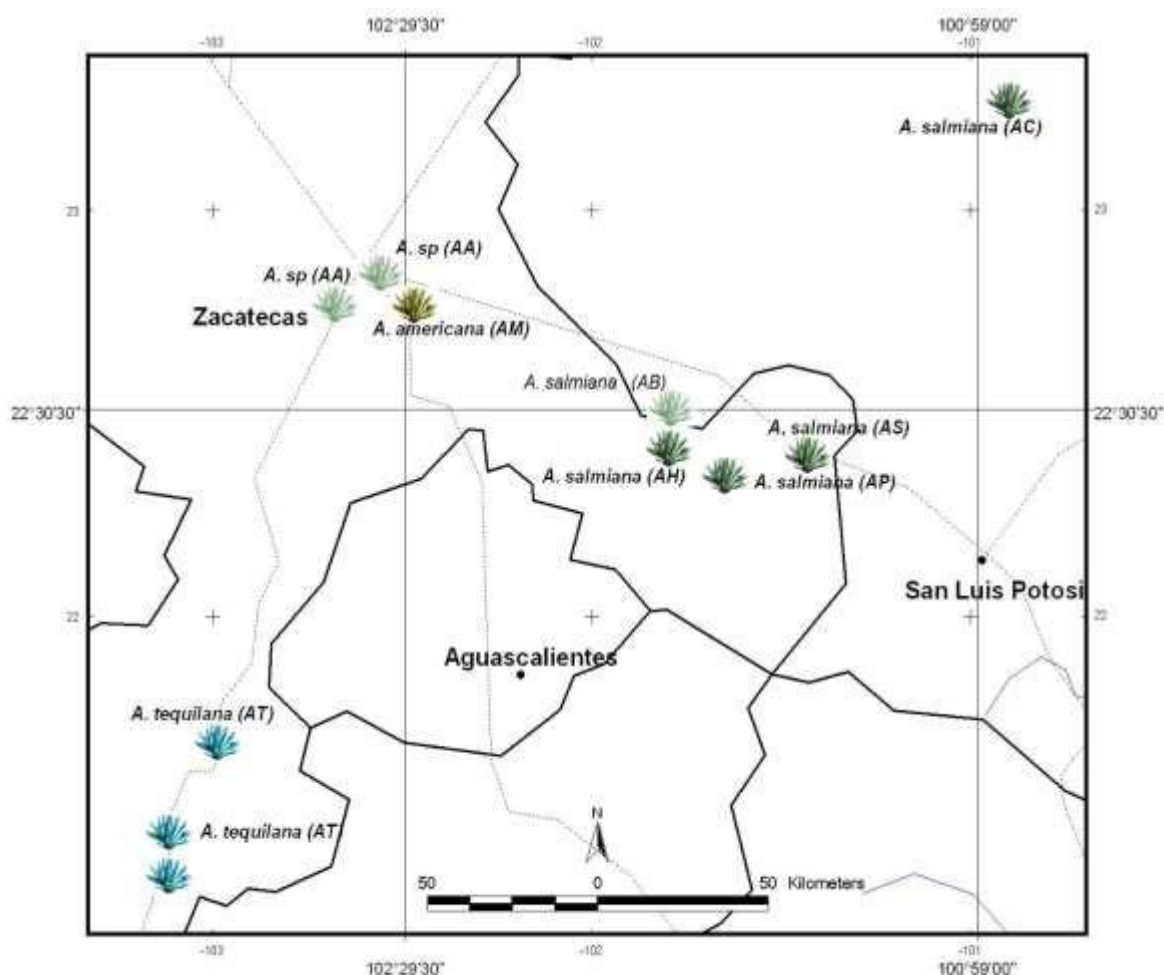 102°29'30" 100°59'00"
-103 -102 -101
A. salmiana (AC)
23 23
A. sp (AA)
A. sp (AA)
Zacatecas
A. americana (AM)
A. salmiana (AB)
22°30'30" 22°30'30"
A. salmiana (AS)
A. salmiana (AH) A. salmiana (AP)
San Luis Potosi
22 22
Aguascalientes
A. tequilana (AT)
N
A. tequilana (AT)
50 0 50 Kilometers
-103 -102 -101
102°29'30" 100°59'00"